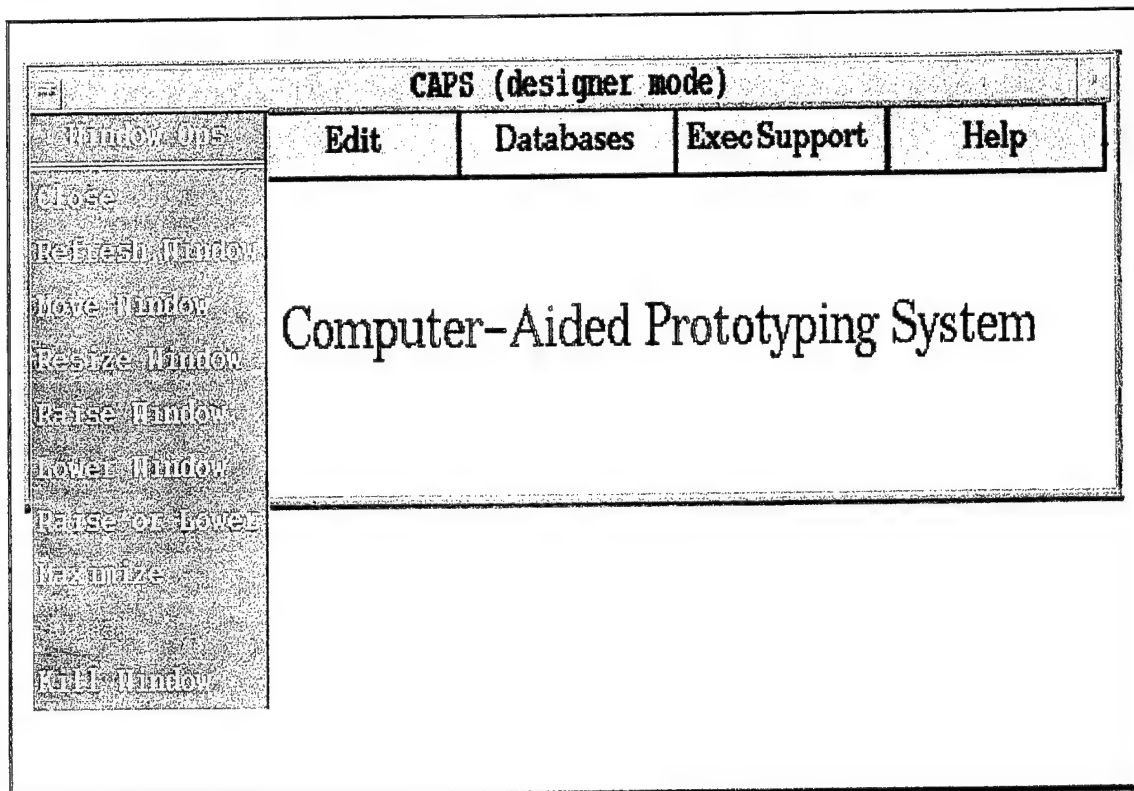 CAPS (designer mode)
Window Ops Edit Databases Exec Support Help
Close
Refresh Window
Move Window
Computer-Aided Prototyping System
Resize Window
Raise Window
Lower Window
Raise or Lower
Maximize
Kill Window